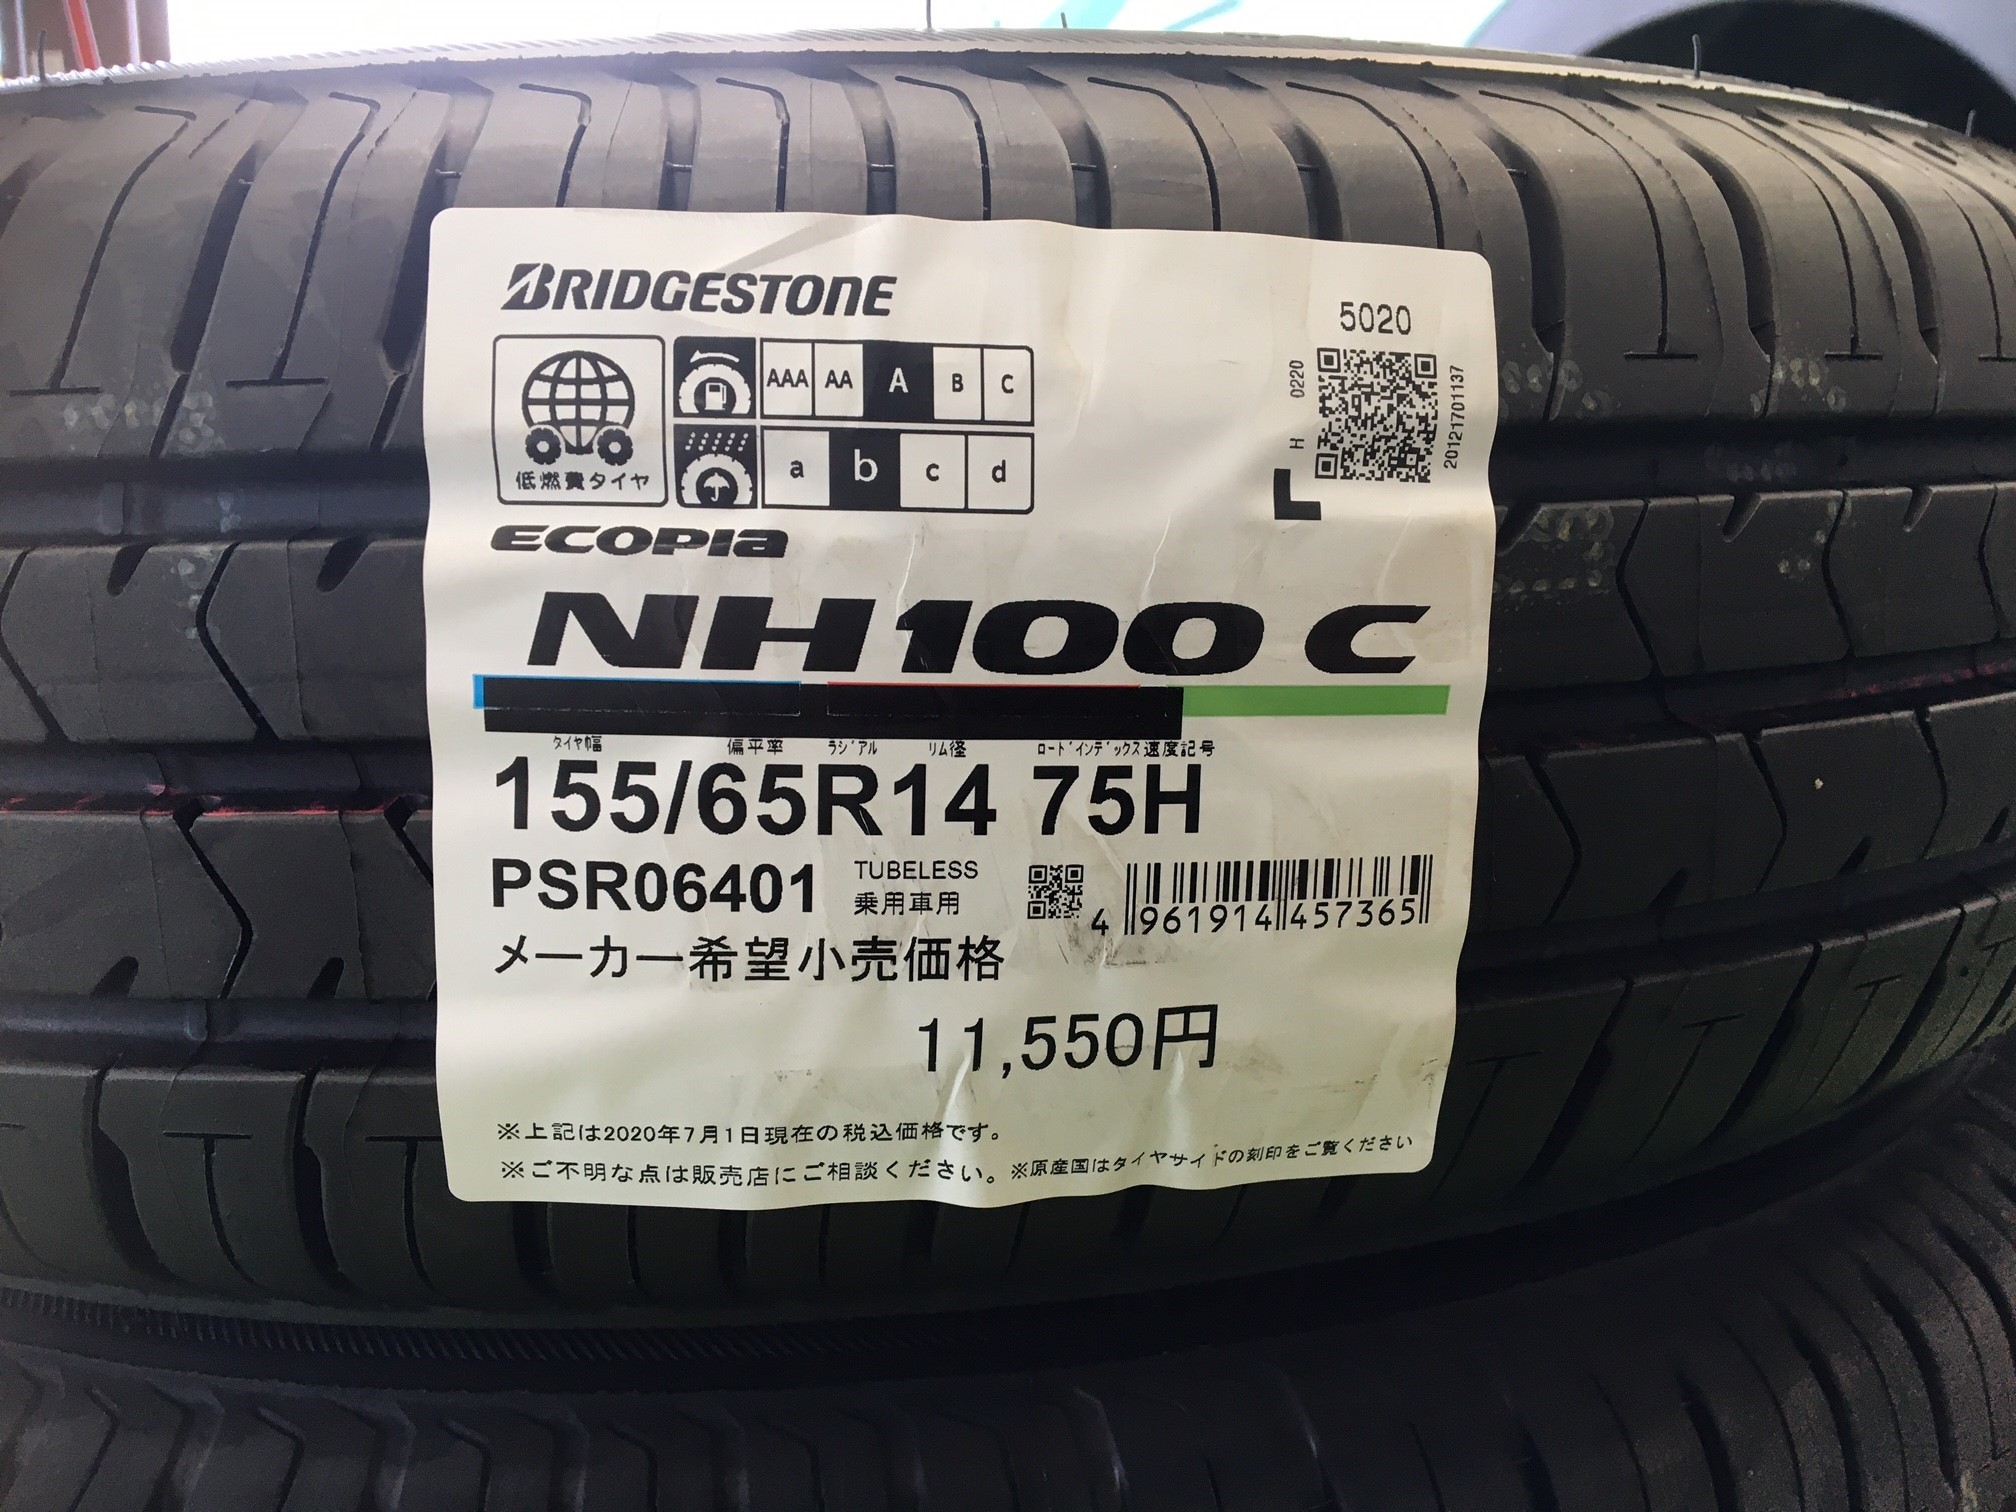 BRIDGESTONE
5020
H 0220
201217701137
L
AAA AA A B C
a b c d
低燃費タイヤ
ECOPIA
NH100 C
タイヤ幅 偏平率 ラジアル リム径 ロードインデックス 速度記号
155/65R14 75H
PSR06401
TUBELESS
乗用車用
4 961914 457365
メーカー希望小売価格
11,550円
※上記は2020年7月1日現在の税込価格です。
※ご不明な点は販売店にご相談ください。※原産国はタイヤサイドの刻印をご覧ください